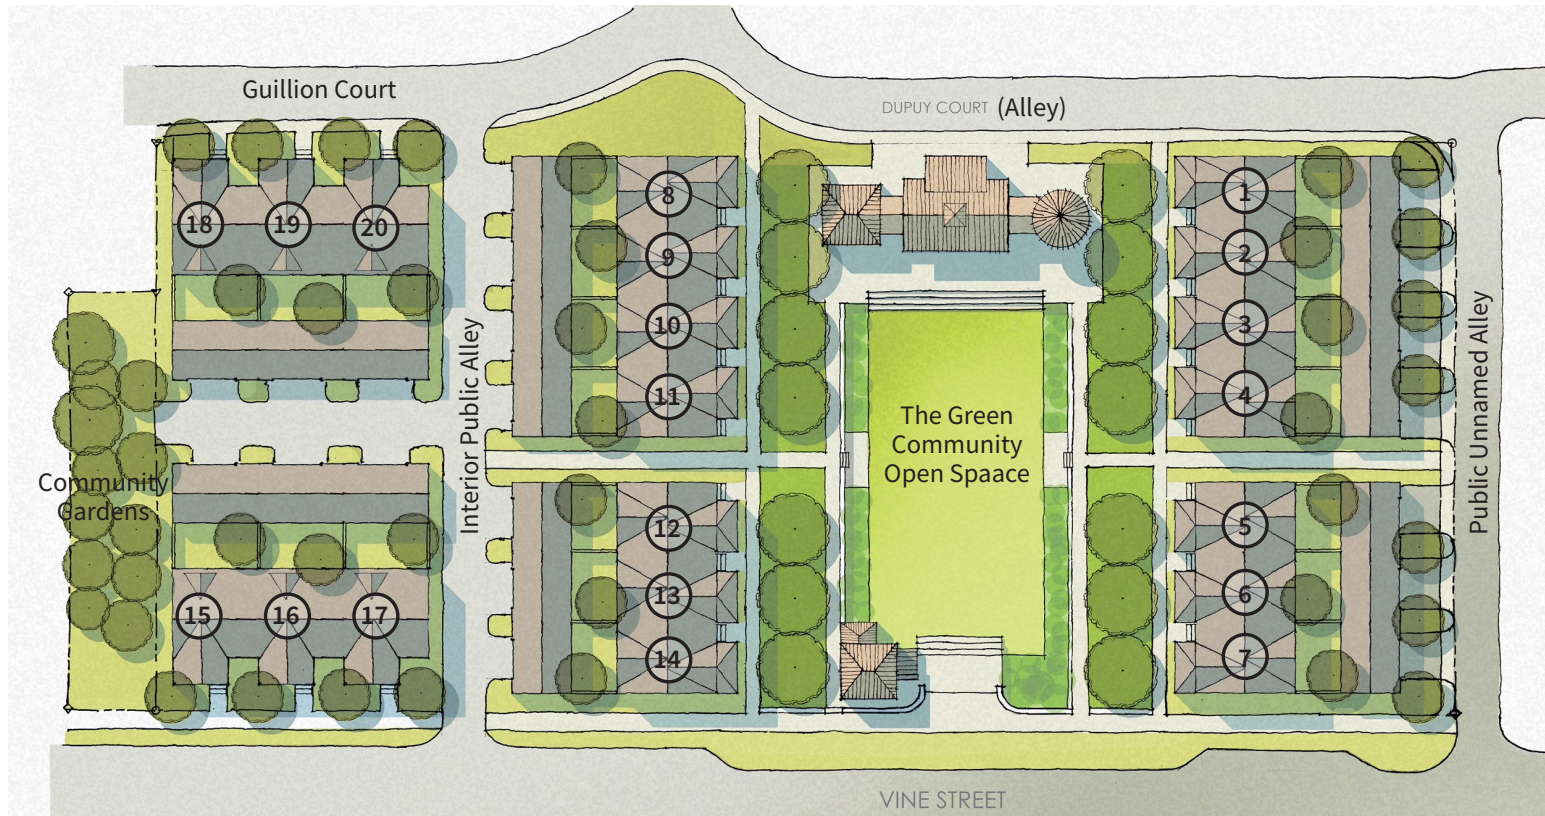 Guillion Court
DUPUY COURT (Alley)
18
19
20
8
9
10
11
1
2
3
4
Interior Public Alley
The Green
Community
Open Spaace
Public Unnamed Alley
Community
Gardens
15
16
17
12
13
14
5
6
7
VINE STREET